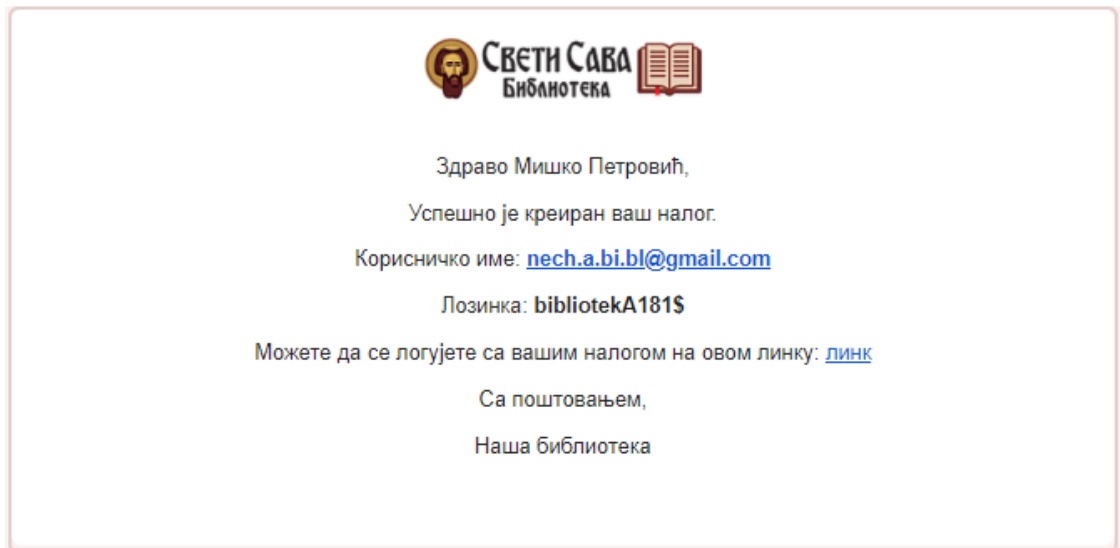 Свети Сава
Библиотека
Здраво Мишко Петровић,
Успешно је креиран ваш налог.
Корисничко име: nech.a.bi.bl@gmail.com
Лозинка: bibliotekA181$
Можете да се логујете са вашим налогом на овом линку: линк
Са поштовањем,
Наша библиотека